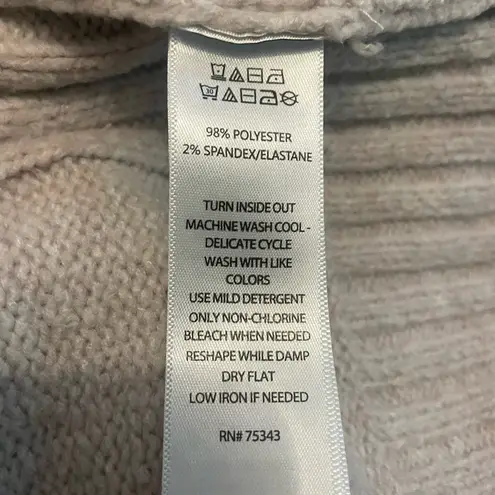 30
98% POLYESTER
2% SPANDEX/ELASTANE
TURN INSIDE OUT
MACHINE WASH COOL -
DELICATE CYCLE
WASH WITH LIKE
COLORS
USE MILD DETERGENT
ONLY NON-CHLORINE
BLEACH WHEN NEEDED
RESHAPE WHILE DAMP
DRY FLAT
LOW IRON IF NEEDED
RN# 75343